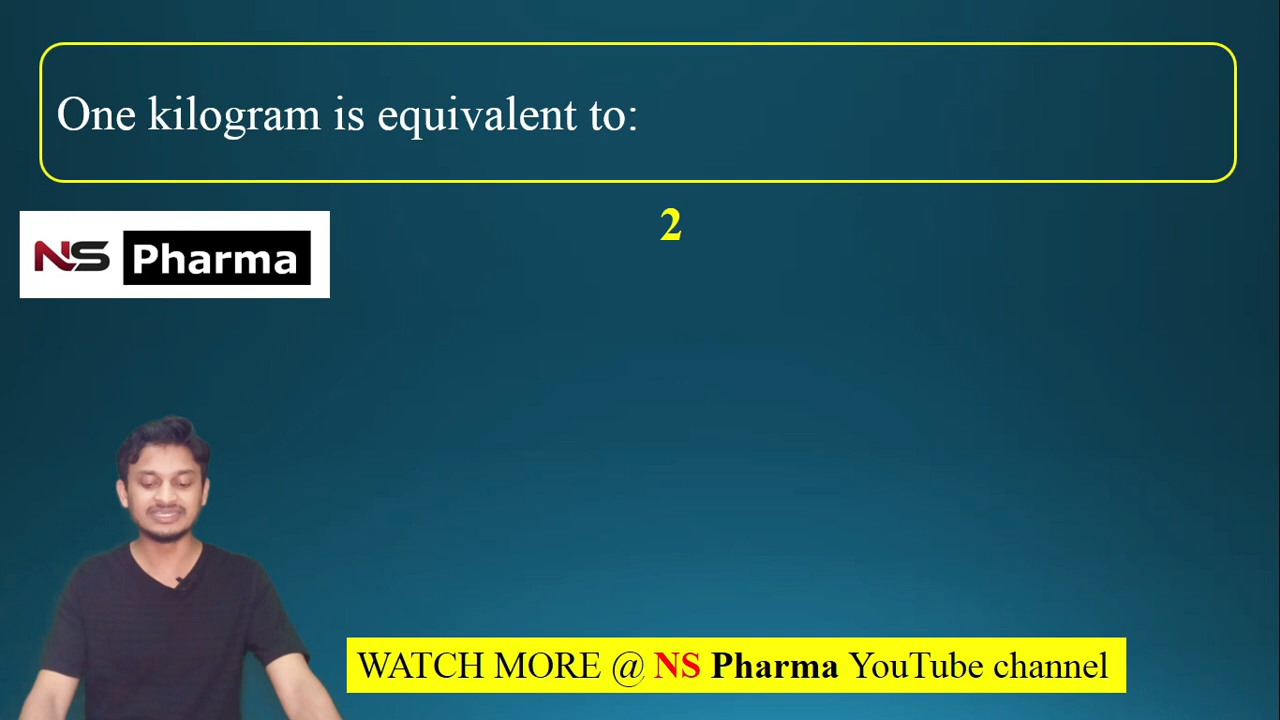 One kilogram is equivalent to:
2
NS Pharma
WATCH MORE @ NS Pharma YouTube channel